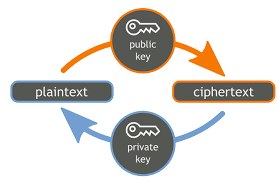 public
key
plaintext
ciphertext
private
key